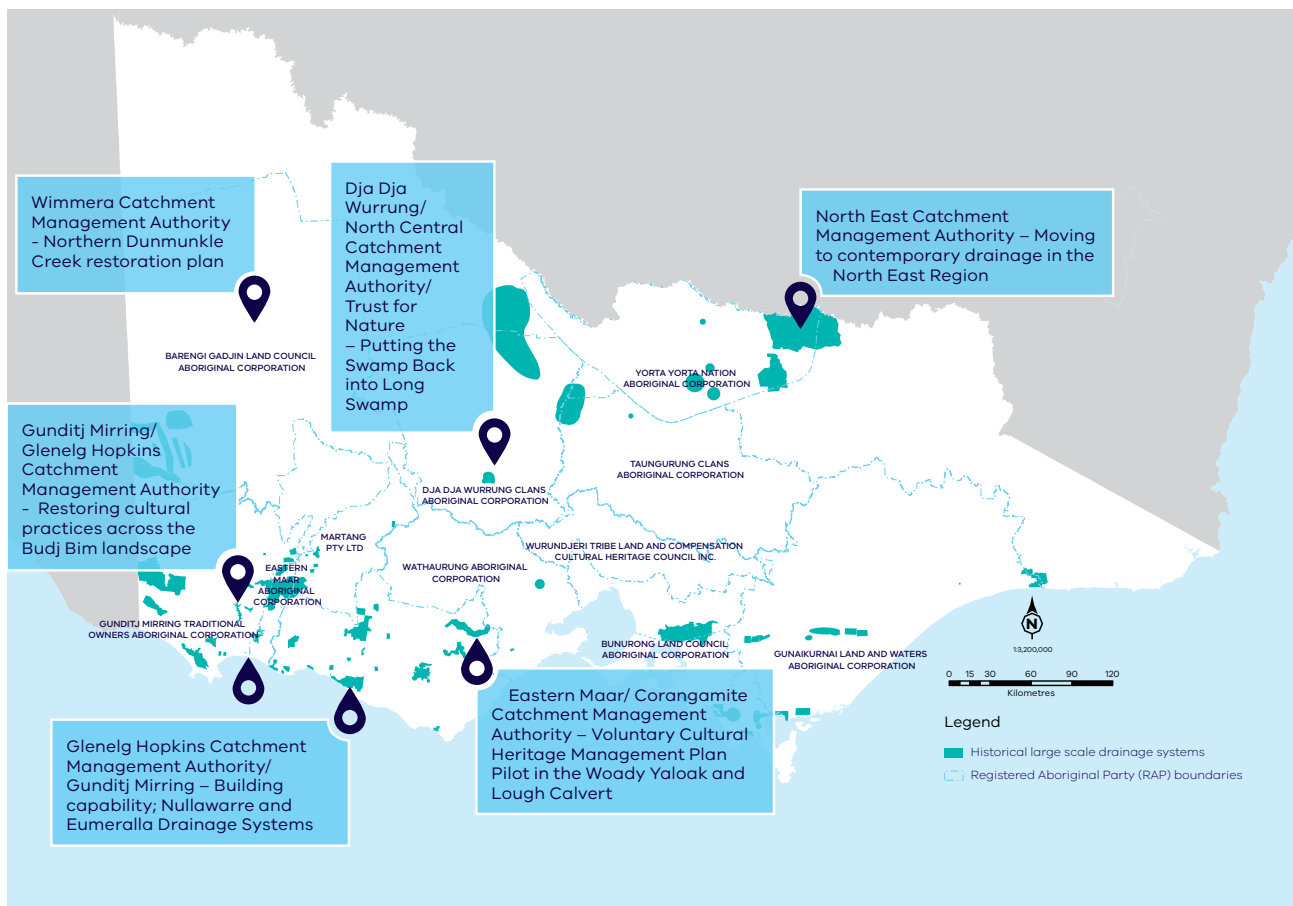 Wimmera Catchment
Management Authority
- Northern Dunmunkle
Creek restoration plan
Dja Dja
Wurrung/
North Central
Catchment
Management
Authority/
Trust for
Nature
– Putting the
Swamp Back
into Long
Swamp
North East Catchment
Management Authority – Moving
to contemporary drainage in the
North East Region
BARENGI GADJIN LAND COUNCIL
ABORIGINAL CORPORATION
YORTA YORTA NATION
ABORIGINAL CORPORATION
Gunditj Mirring/
Glenelg Hopkins
Catchment
Management Authority
- Restoring cultural
practices across the
Budj Bim landscape
TAUNGURUNG CLANS
ABORIGINAL CORPORATION
DJA DJA WURRUNG CLANS
ABORIGINAL CORPORATION
MARTANG
PTY LTD
WURUNDJERI TRIBE LAND AND COMPENSATION
CULTURAL HERITAGE COUNCIL INC.
EASTERN
MAAR
ABORIGINAL
CORPORATION
WATHAURUNG ABORIGINAL
CORPORATION
GUNDITJ MIRRING TRADITIONAL
OWNERS ABORIGINAL CORPORATION
BUNURONG LAND COUNCIL
ABORIGINAL CORPORATION
GUNAIKURNAI LAND AND WATERS
ABORIGINAL CORPORATION
N
1:3,200,000
0 15 30 60 90 120
Kilometres
Eastern Maar/ Corangamite
Catchment Management
Authority – Voluntary Cultural
Heritage Management Plan
Pilot in the Woady Yaloak and
Lough Calvert
Glenelg Hopkins Catchment
Management Authority/
Gunditj Mirring – Building
capability; Nullawarre and
Eumeralla Drainage Systems
Legend
Historical large scale drainage systems
Registered Aboriginal Party (RAP) boundaries